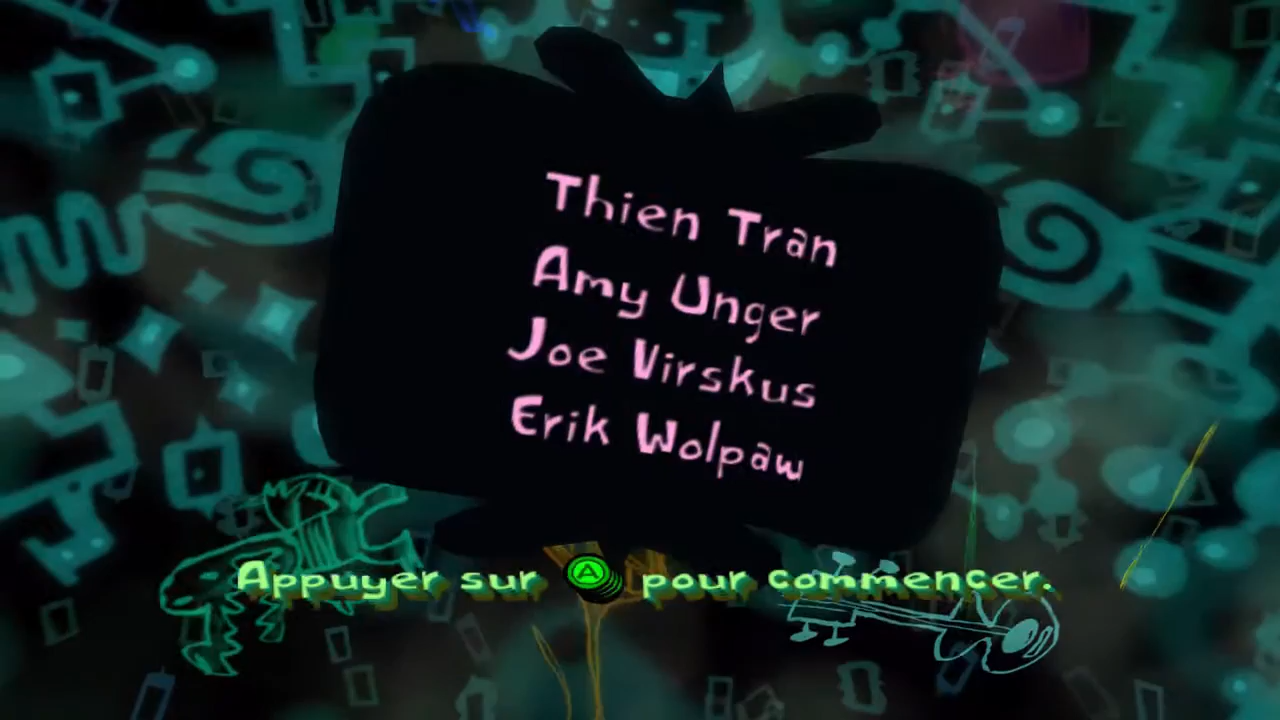 Thien Tran
Amy Unger
Joe Virskus
Erik Wolpaw
Appuyer sur A pour commencer.